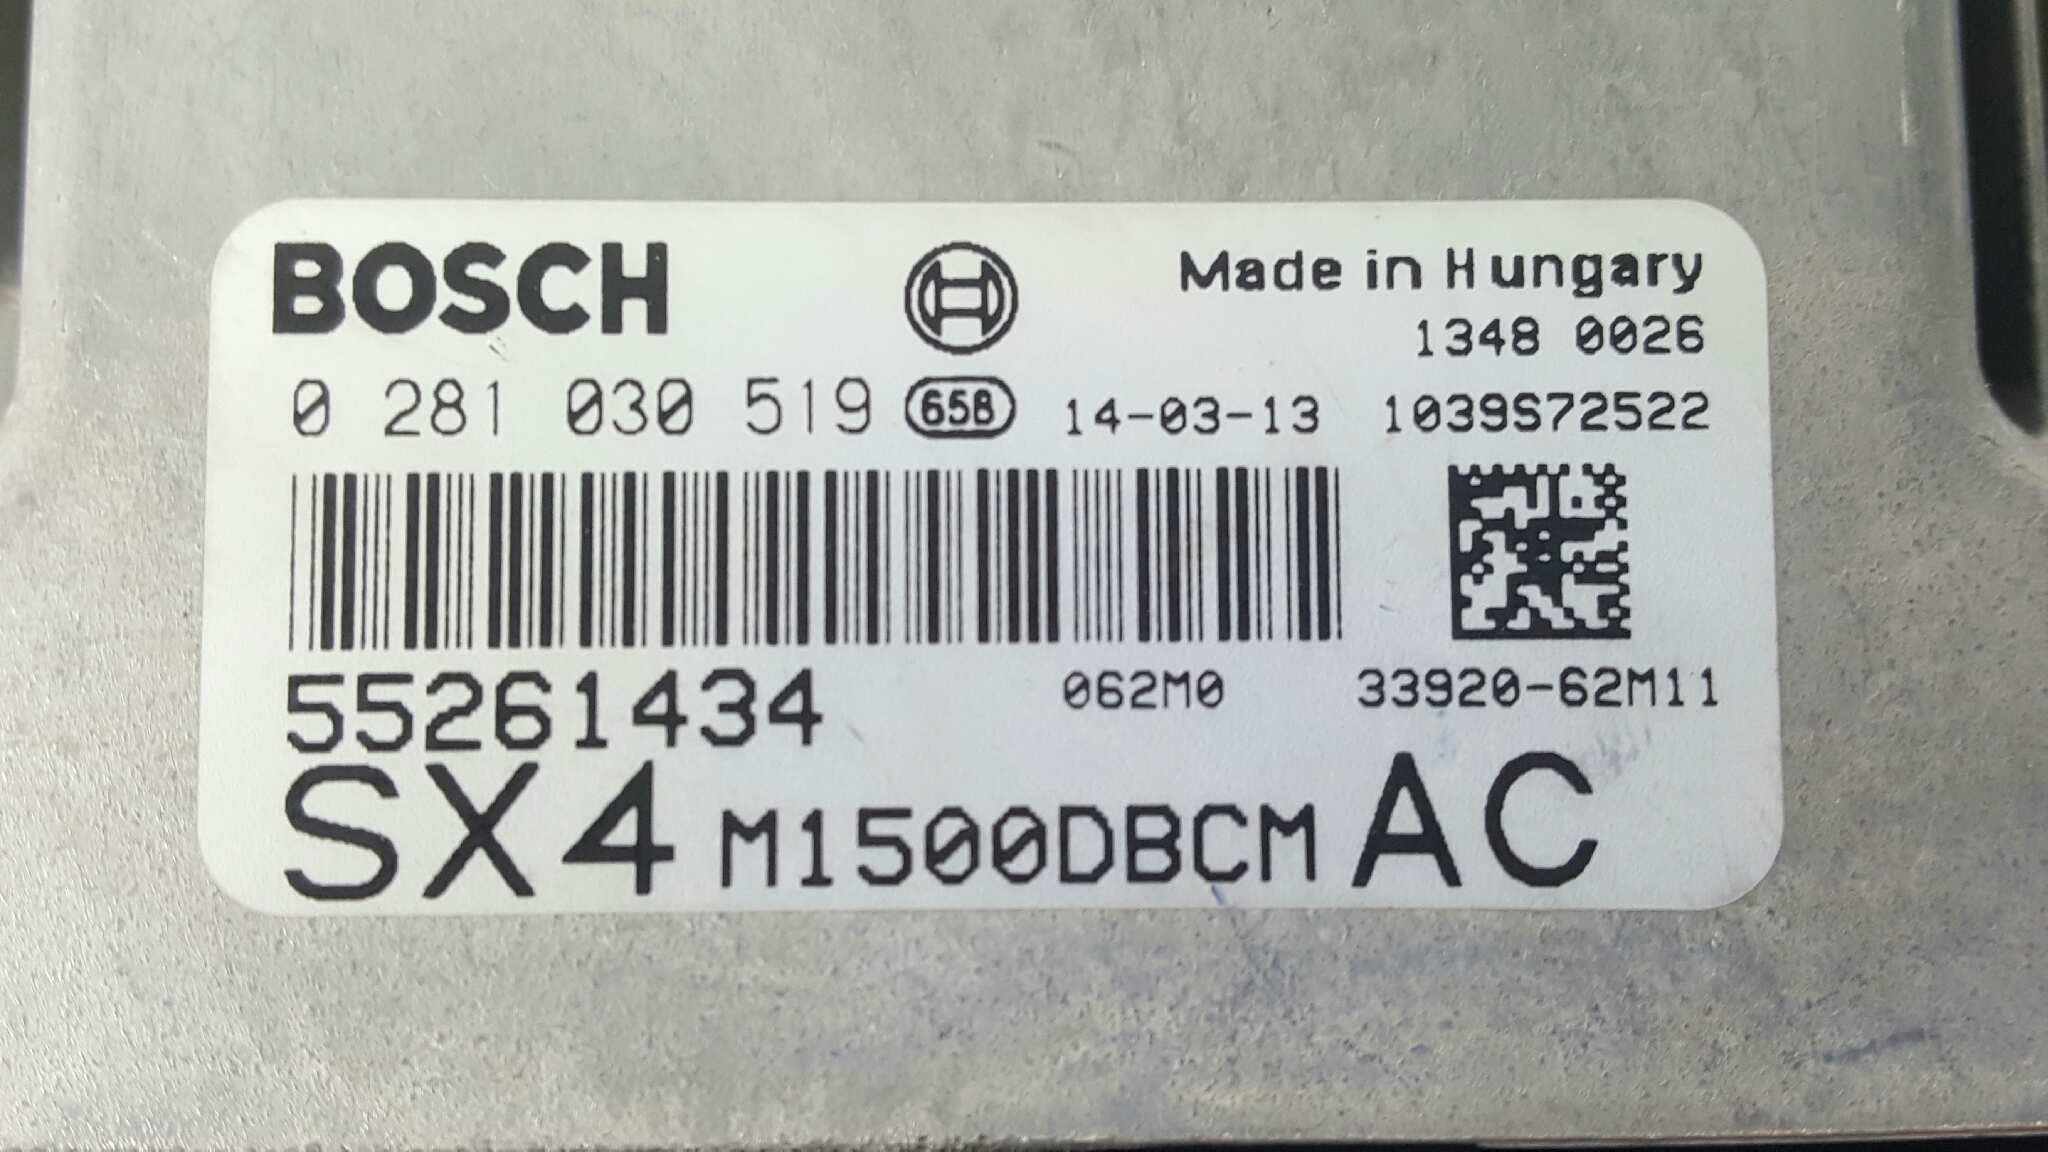 BOSCH Made in Hungary
1348 0026
0 281 030 519 658 14-03-13 1039S72522
55261434 062M0 33920-62M11
SX4 M1500DBCM AC